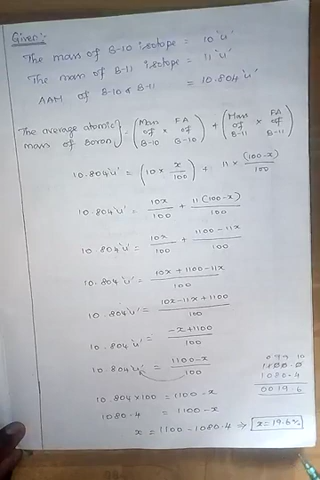 Given:-
The mass of B-10 isotope = 10 'u'
The mass of B-11 isotope = 11 'u'
AAM of B-10 & B-11 = 10.804 'u'
The average atomic mass of Boron} = (Mass of B-10 × FA of B-10) + (Mass of B-11 × FA of B-11)
10.804 'u' = (10 × x/100) + 11 × (100-x)/100
10.804 'u' = 10x/100 + 11(100-x)/100
10.804 'u' = 10x/100 + 1100-11x/100
10.804 'u' = 10x + 1100-11x/100
10.804 'u' = 10x-11x+1100/100
10.804 'u' = -x+1100/100
10.804 'u' = 1100-x/100
10.804×100 = 1100-x
1080.4 = 1100-x
x = 1100-1080.4 ⇒ x=19.6%
0 9 9 10
1100.0
1080.4
0019.6